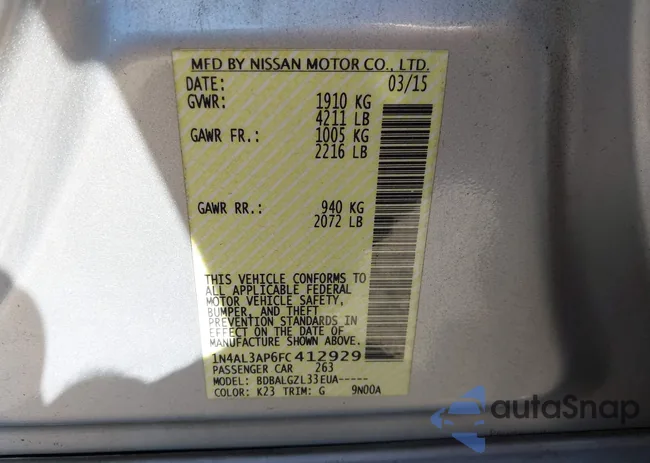 MFD BY NISSAN MOTOR CO., LTD.
DATE: 03/15
GVWR: 1910 KG
4211 LB
GAWR FR.: 1005 KG
2216 LB
GAWR RR.: 940 KG
2072 LB
THIS VEHICLE CONFORMS TO
ALL APPLICABLE FEDERAL
MOTOR VEHICLE SAFETY,
BUMPER, AND THEFT
PREVENTION STANDARDS IN
EFFECT ON THE DATE OF
MANUFACTURE SHOWN ABOVE.
1N4AL3AP6FC412929
PASSENGER CAR 263
MODEL: BDBALGZL33EUA-----
COLOR: K23 TRIM: G 9N00A
autoSnap